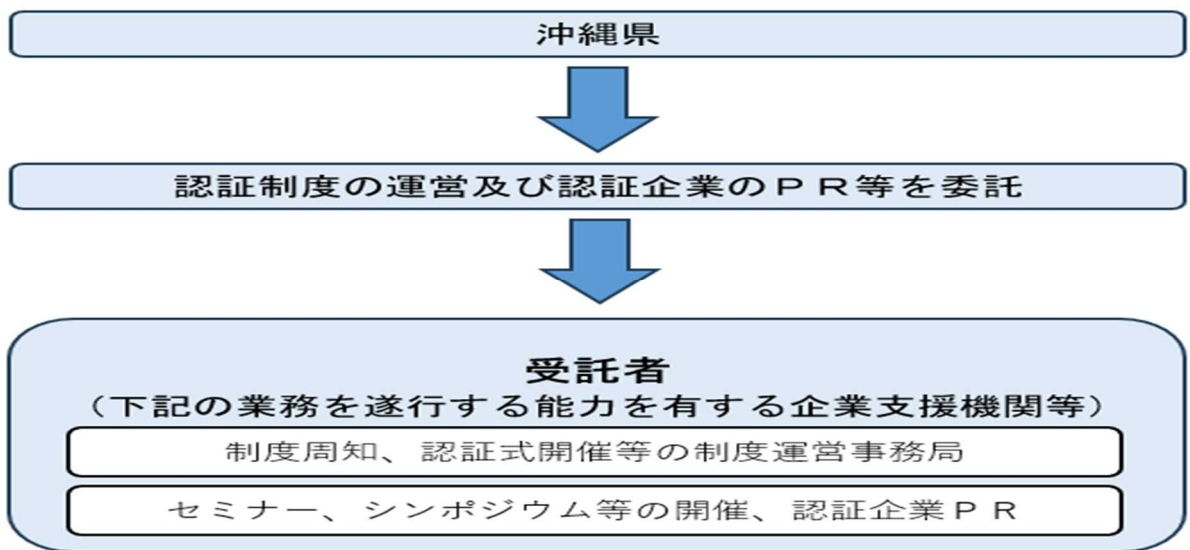 沖縄県
認証制度の運営及び認証企業のＰＲ等を委託
受託者
（下記の業務を遂行する能力を有する企業支援機関等）
制度周知、認証式開催等の制度運営事務局
セミナー、シンポジウム等の開催、認証企業ＰＲ